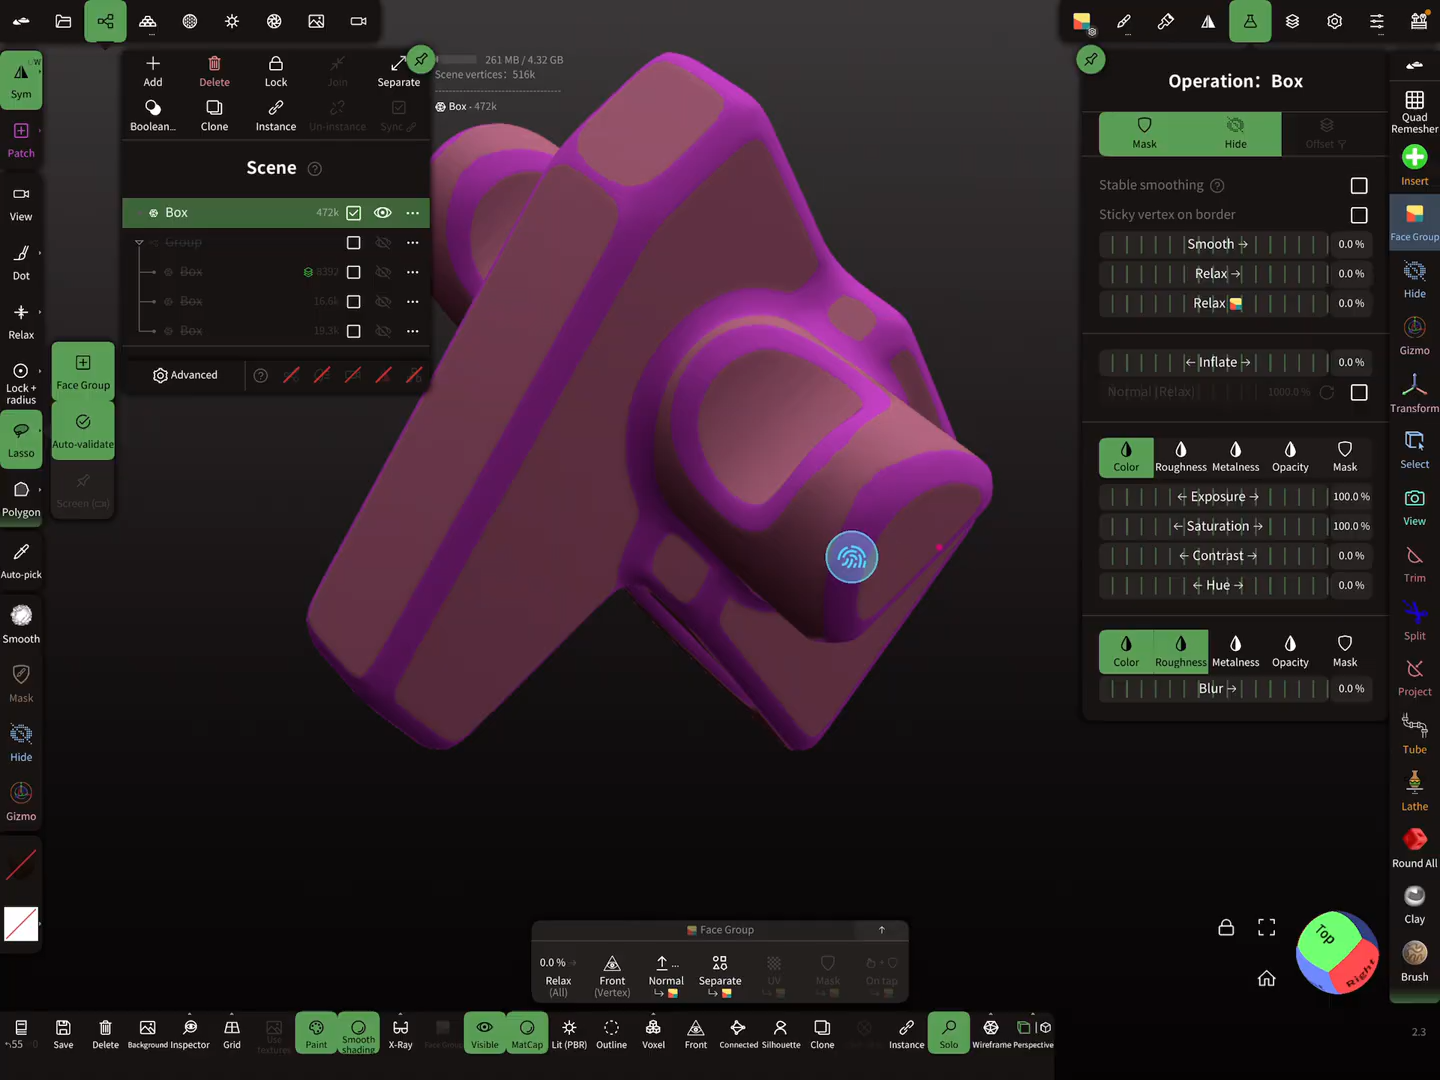 Add
Delete
Lock
Join
Separate
Boolean...
Clone
Instance
Un-instance
Sync
Scene
Box
472k
Group
Box
8392
Box
16.6k
Box
19.3k
Advanced
261 MB / 4.32 GB
Scene vertices: 516k
Box - 472k
Sym
Patch
View
Dot
Relax
Lock +
radius
Lasso
Polygon
Auto-pick
Smooth
Mask
Hide
Gizmo
Face Group
Auto-validate
Operation: Box
Mask
Hide
Offset
Stable smoothing
Sticky vertex on border
Smooth → 0.0 %
Relax → 0.0 %
Relax 0.0 %
← Inflate → 0.0 %
Normal (Relax) 1000.0 %
Color
Roughness
Metalness
Opacity
Mask
← Exposure → 100.0 %
← Saturation → 100.0 %
← Contrast → 0.0 %
← Hue → 0.0 %
Color
Roughness
Metalness
Opacity
Mask
Blur → 0.0 %
Quad
Remesher
Insert
Face Group
Hide
Gizmo
Transform
Select
View
Trim
Split
Project
Tube
Lathe
Round All
Clay
Brush
Top
Right
Face Group
0.0 % →
Relax
(All)
Front
(Vertex)
Normal
Separate
UV
Mask
On tap
55
Save
Delete
Background
Inspector
Grid
Use
textures
Paint
Smooth
shading
X-Ray
Visible
MatCap
Lit (PBR)
Outline
Voxel
Front
Connected
Silhouette
Clone
Instance
Solo
Wireframe
Perspective
2.3